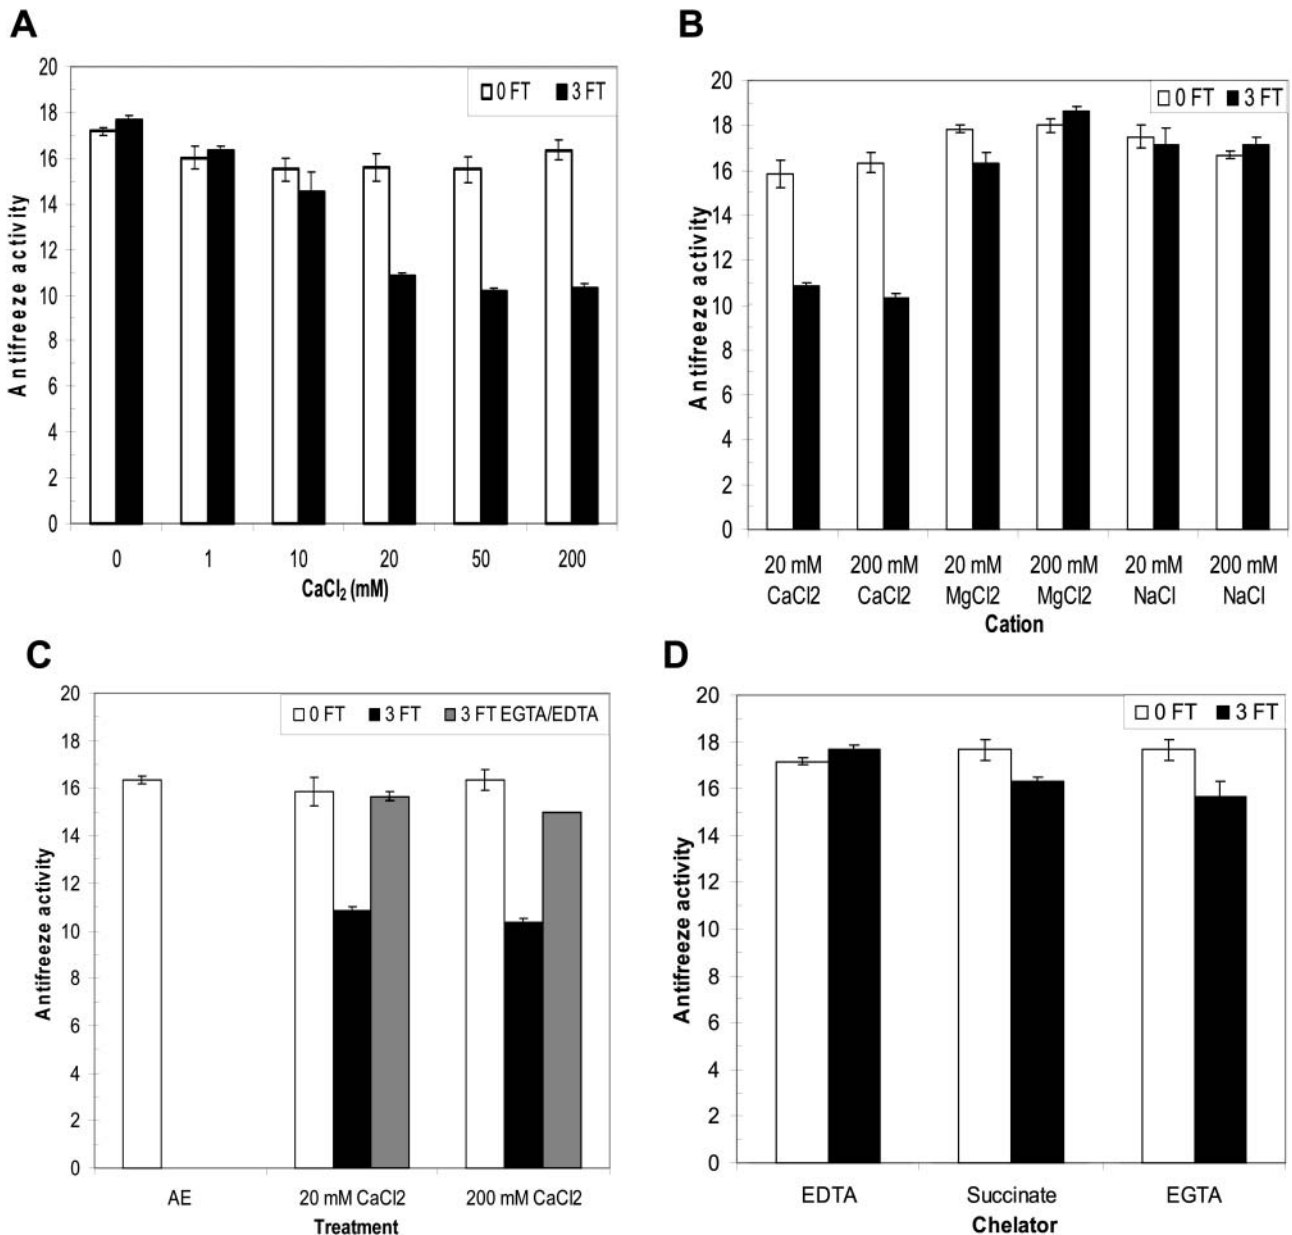 A
20
18
16
14
12
10
8
6
4
2
0
Antifreeze activity
0 FT 3 FT
0 1 10 20 50 200
CaCl2 (mM)
B
20
18
16
14
12
10
8
6
4
2
0
Antifreeze activity
0 FT 3 FT
20 mM 200 mM 20 mM 200 mM 20 mM 200 mM
CaCl2 CaCl2 MgCl2 MgCl2 NaCl NaCl
Cation
C
20
18
16
14
12
10
8
6
4
2
0
Antifreeze activity
0 FT 3 FT 3 FT EGTA/EDTA
AE 20 mM CaCl2 200 mM CaCl2
Treatment
D
20
18
16
14
12
10
8
6
4
2
0
Antifreeze activity
0 FT 3 FT
EDTA Succinate EGTA
Chelator